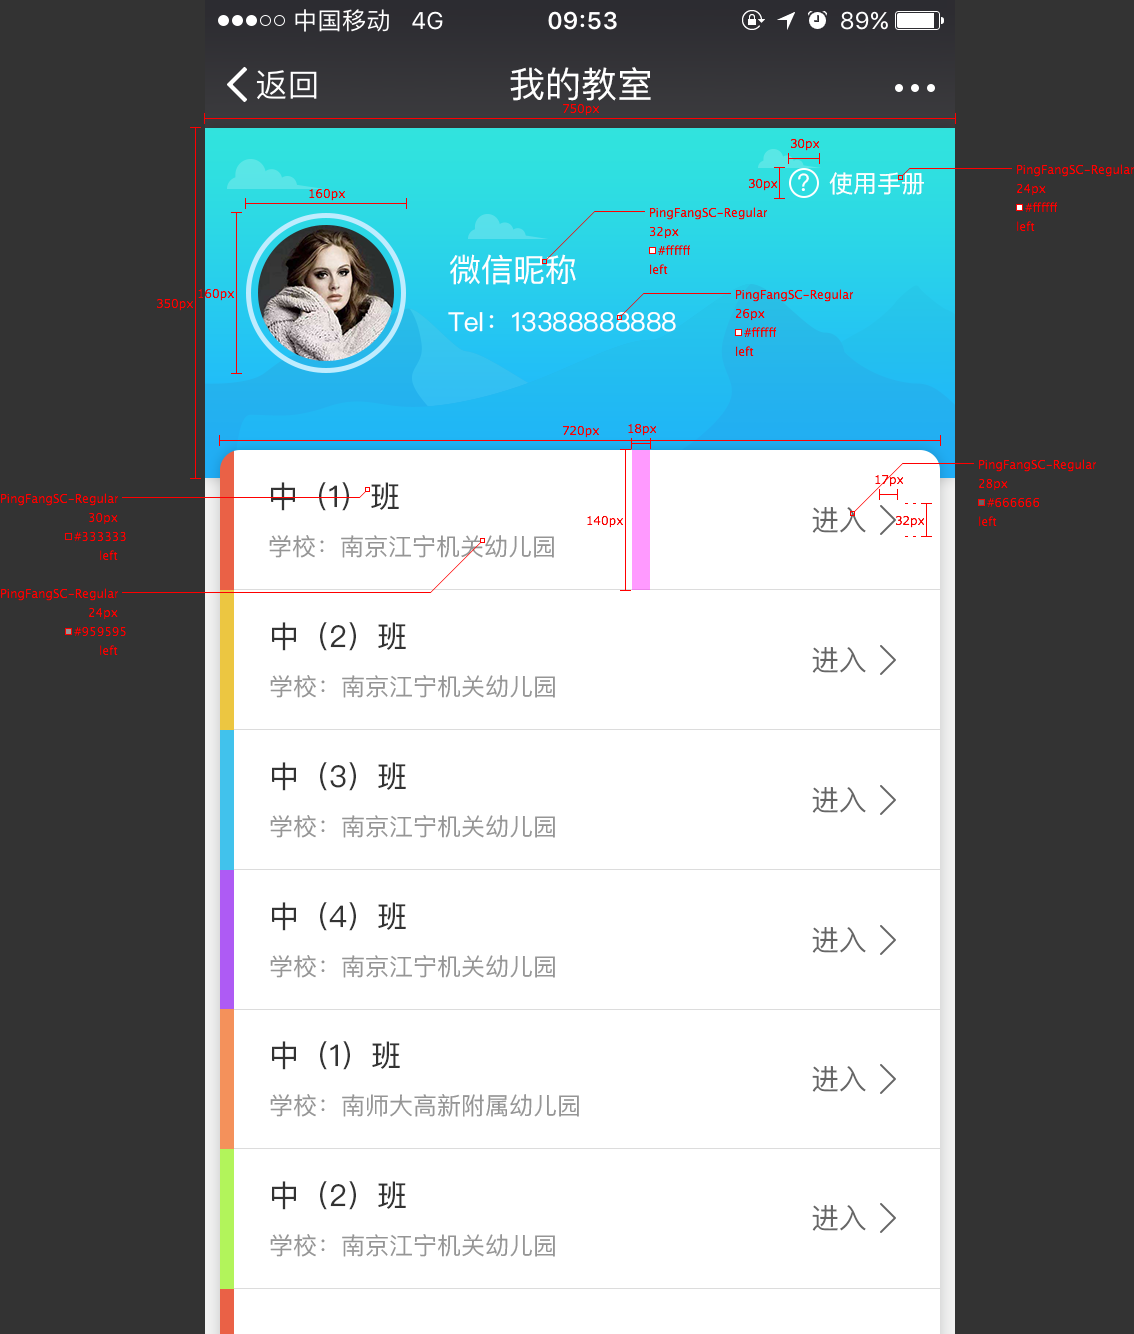 中国移动 4G 09:53 89%
返回 我的教室
750px
30px
30px 使用手册
PingFangSC-Regular
24px
#ffffff
left
160px
PingFangSC-Regular
32px
#ffffff
left
微信昵称
350px
160px
PingFangSC-Regular
26px
#ffffff
left
Tel：13388888888
720px
18px
PingFangSC-Regular
28px
#666666
left
17px
32px
140px
中（1）班
进入
学校：南京江宁机关幼儿园
PingFangSC-Regular
30px
#333333
left
PingFangSC-Regular
24px
#959595
left
中（2）班
进入
学校：南京江宁机关幼儿园
中（3）班
进入
学校：南京江宁机关幼儿园
中（4）班
进入
学校：南京江宁机关幼儿园
中（1）班
进入
学校：南师大高新附属幼儿园
中（2）班
进入
学校：南京江宁机关幼儿园